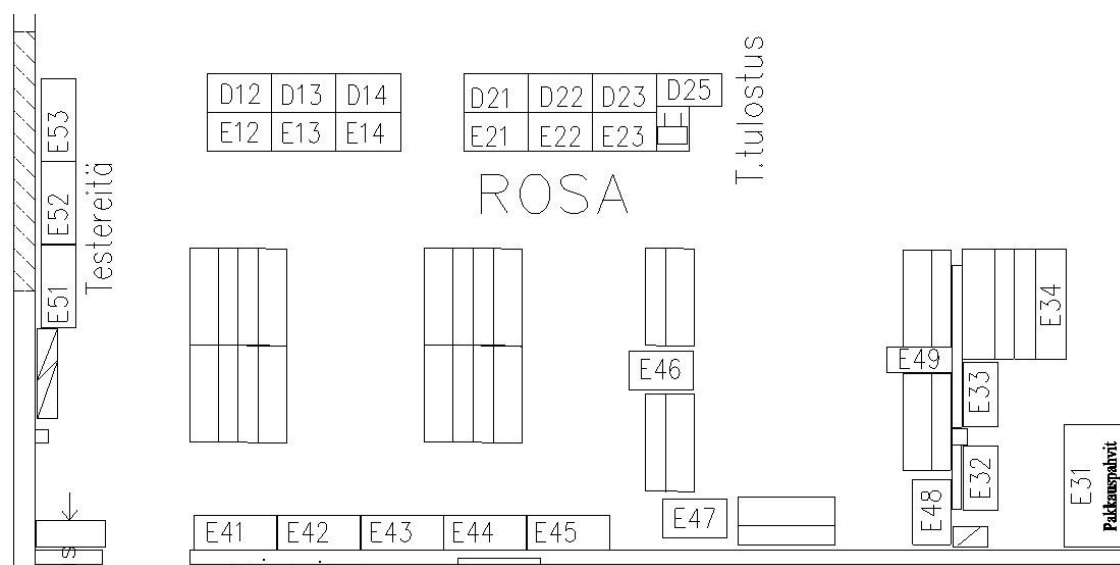 D12 D13 D14 D21 D22 D23 D25
E12 E13 E14 E21 E22 E23
T.tulostus
ROSA
E53
E52
E51
Testereitä
E46
E49
E34
E33
E32
E31
Pakkauspahvit
E48
E47
E41 E42 E43 E44 E45
S